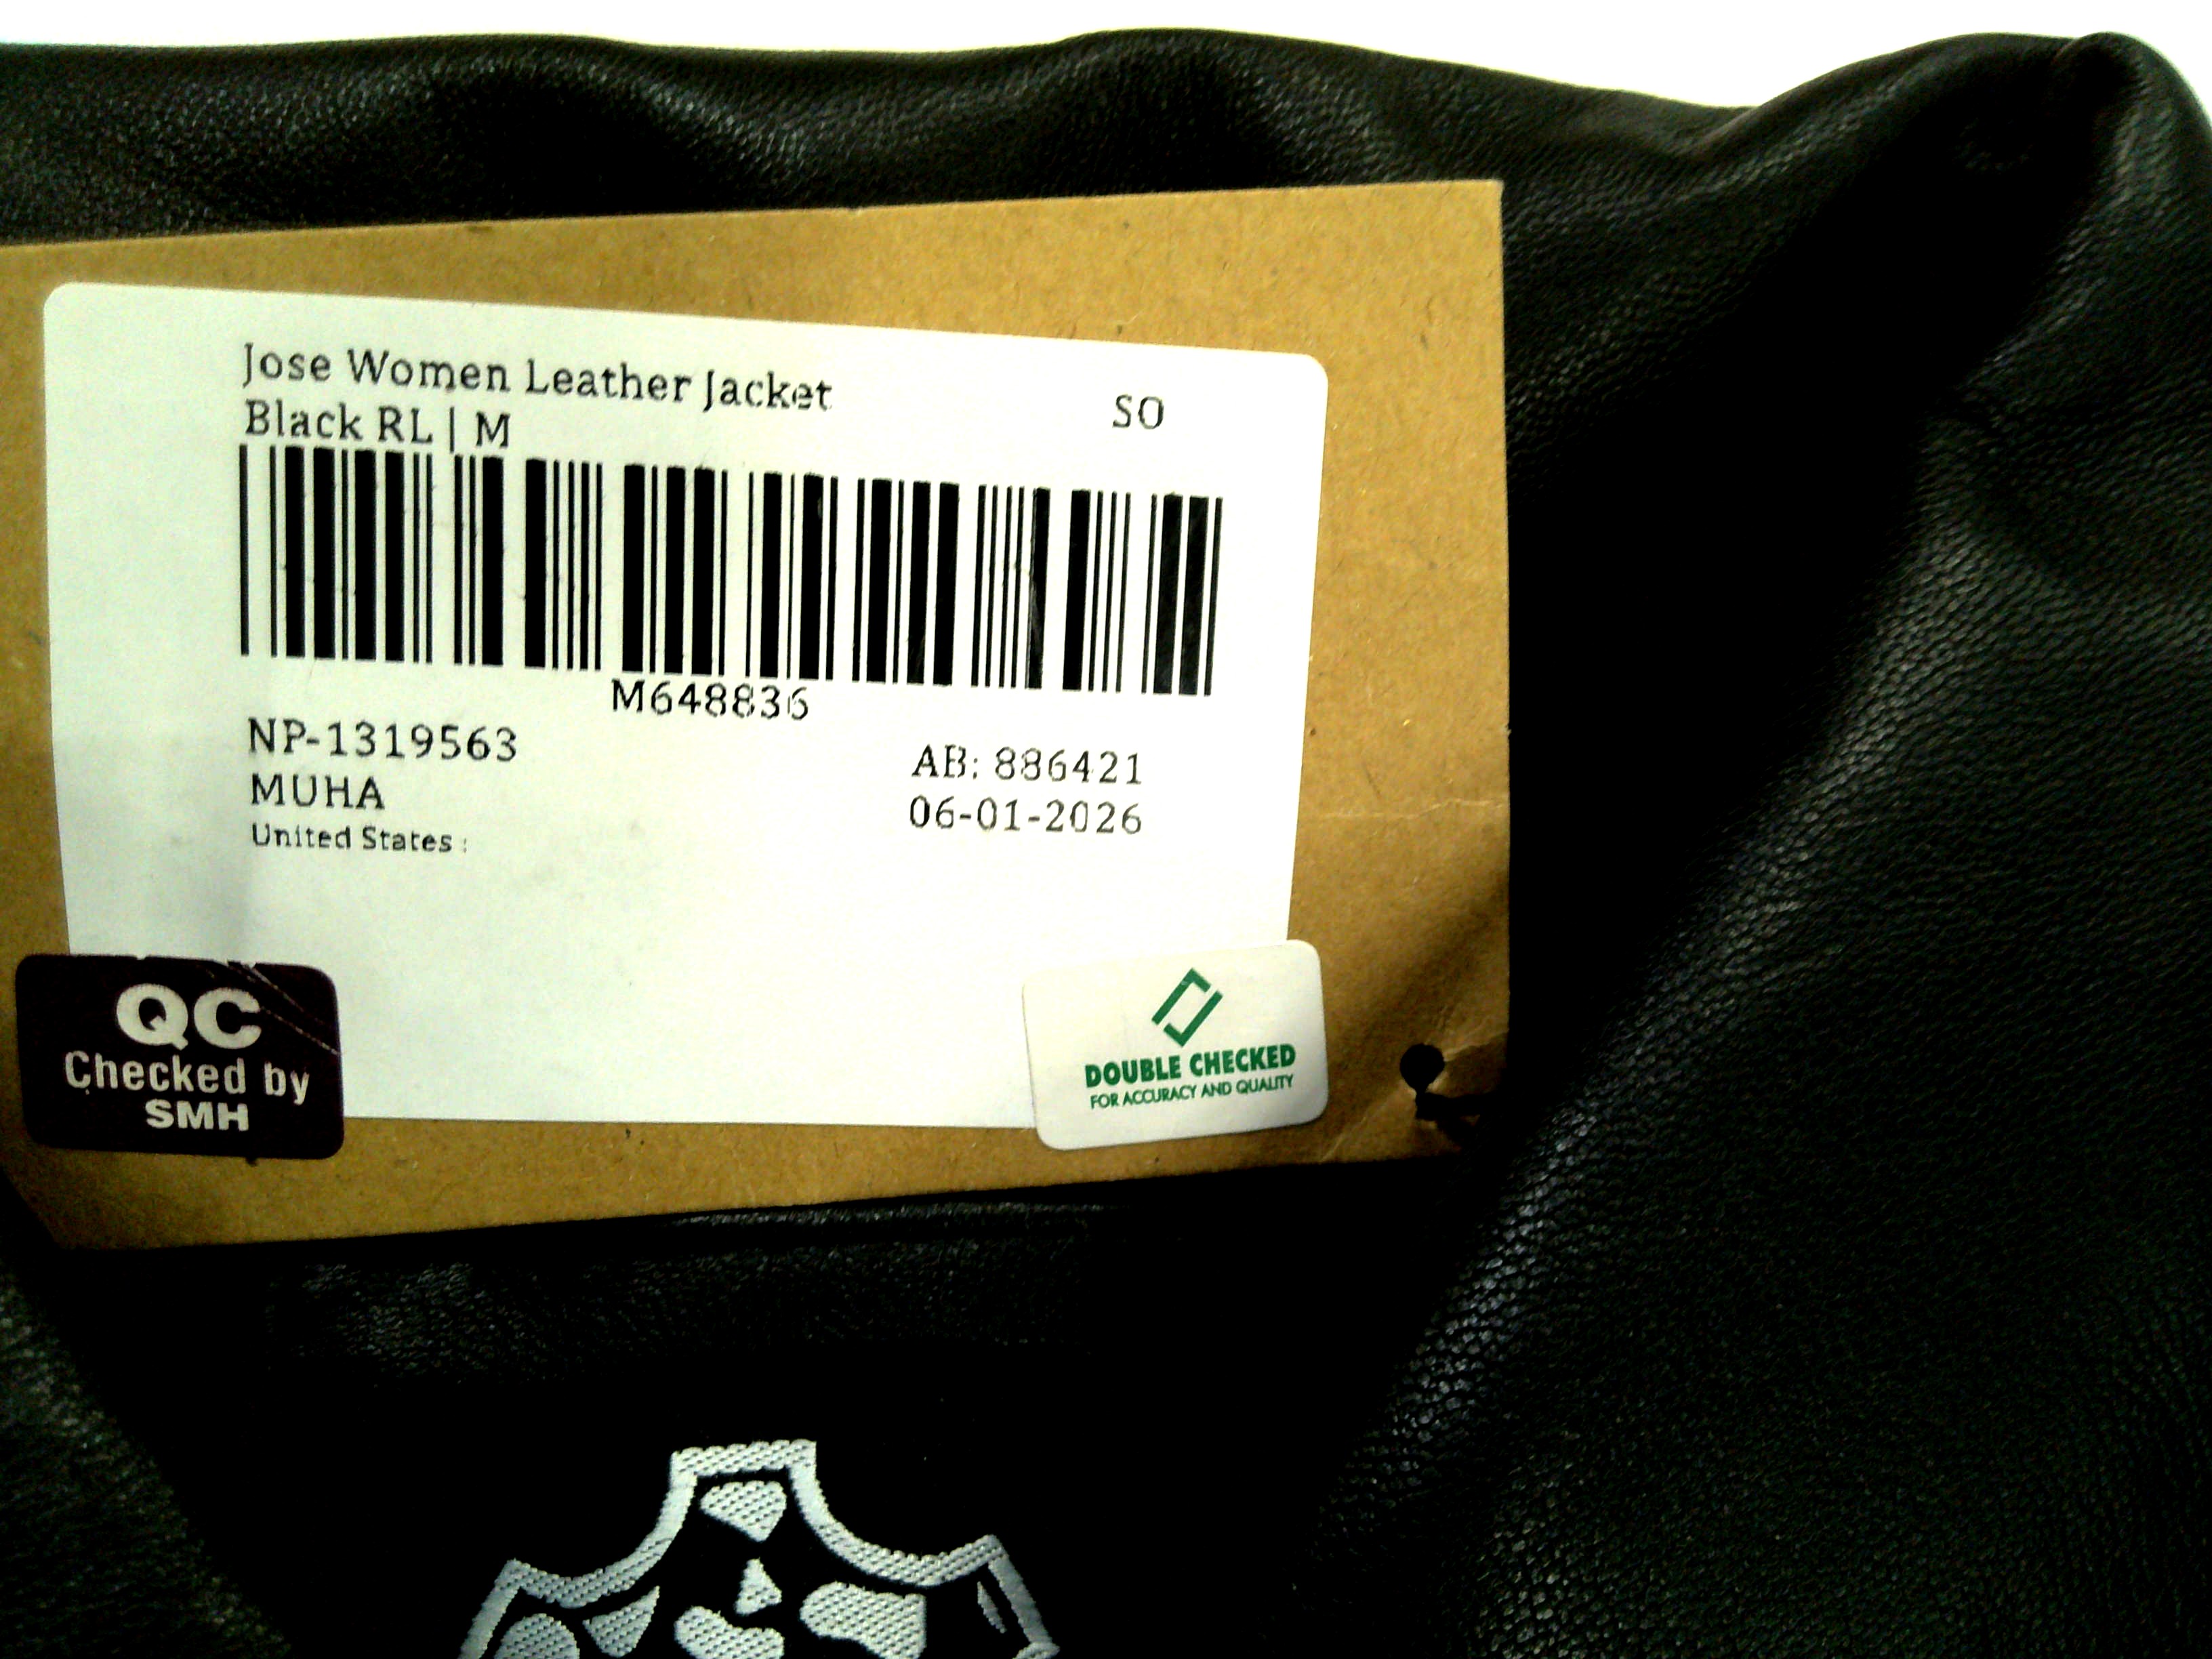 Jose Women Leather Jacket
Black RL | M
SO
M648836
NP-1319563
MUHA
United States :
AB: 886421
06-01-2026
QC
Checked by
SMH
DOUBLE CHECKED
FOR ACCURACY AND QUALITY